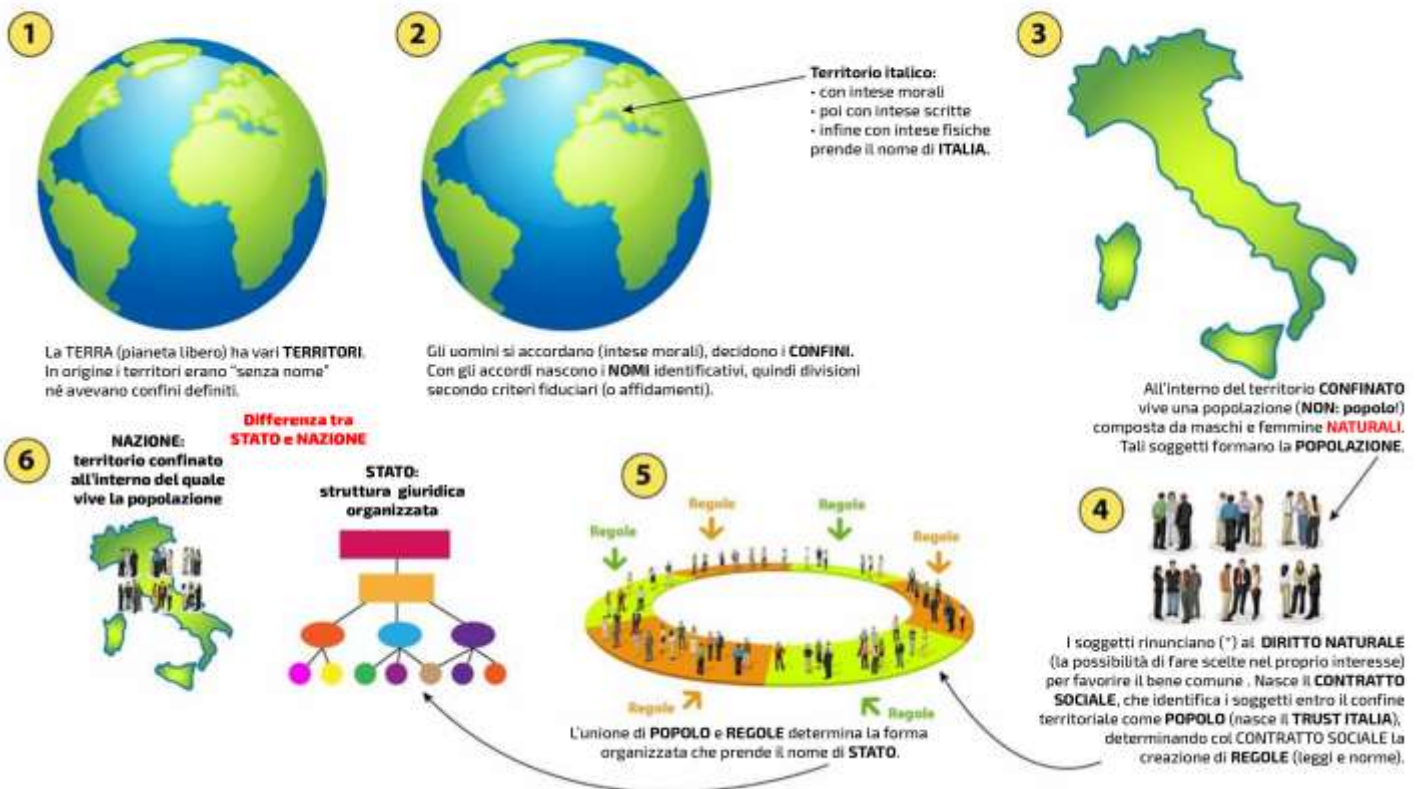 1
La TERRA (pianeta libero) ha vari TERRITORI.
In origine i territori erano "senza nome"
né avevano confini definiti.
2
Territorio italico:
- con intese morali
- poi con intese scritte
- infine con intese fisiche
prende il nome di ITALIA.
Gli uomini si accordano (intese morali), decidono i CONFINI.
Con gli accordi nascono i NOMI identificativi, quindi divisioni
secondo criteri fiduciari (o affidamenti).
3
All'interno del territorio CONFINATO
vive una popolazione (NON: popolo!)
composta da maschi e femmine NATURALI.
Tali soggetti formano la POPOLAZIONE.
4
I soggetti rinunciano (*) al DIRITTO NATURALE
(la possibilità di fare scelte nel proprio interesse)
per favorire il bene comune . Nasce il CONTRATTO
SOCIALE, che identifica i soggetti entro il confine
territoriale come POPOLO (nasce il TRUST ITALIA),
determinando col CONTRATTO SOCIALE la
creazione di REGOLE (leggi e norme).
5
Regole
Regole
Regole
Regole
Regole
Regole
L'unione di POPOLO e REGOLE determina la forma
organizzata che prende il nome di STATO.
6
Differenza tra
STATO e NAZIONE
NAZIONE:
territorio confinato
all'interno del quale
vive la popolazione
STATO:
struttura giuridica
organizzata